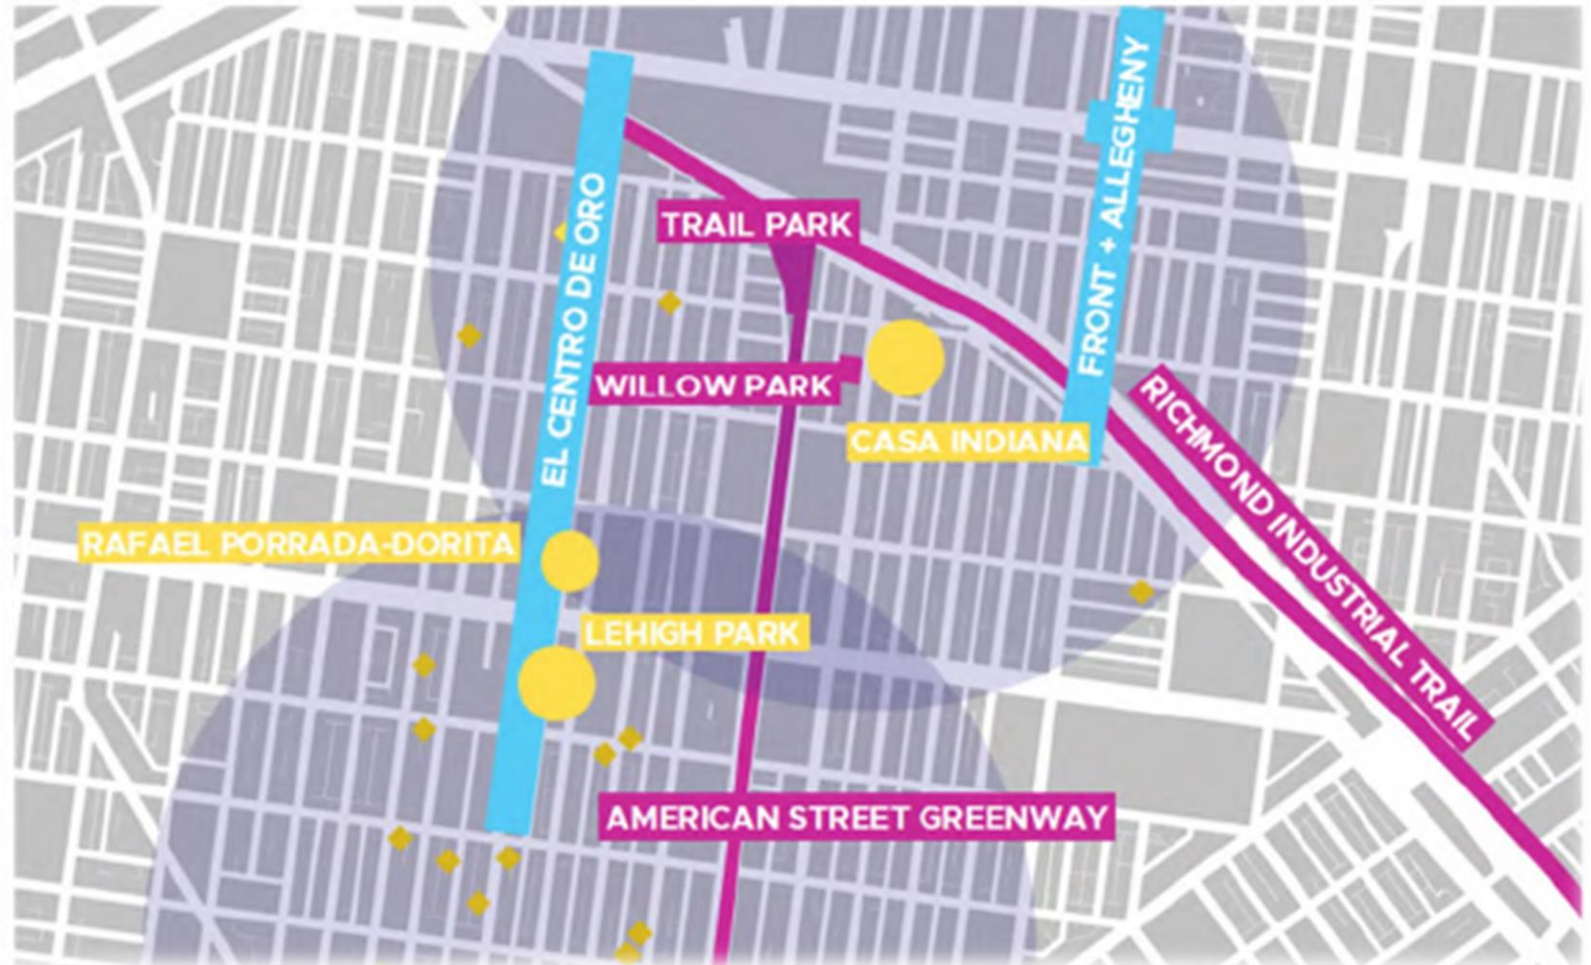 FRONT + ALLEGHENY
TRAIL PARK
EL CENTRO DE ORO
WILLOW PARK
CASA INDIANA
RICHMOND INDUSTRIAL TRAIL
RAFAEL PORRADA-DORITA
LEHIGH PARK
AMERICAN STREET GREENWAY